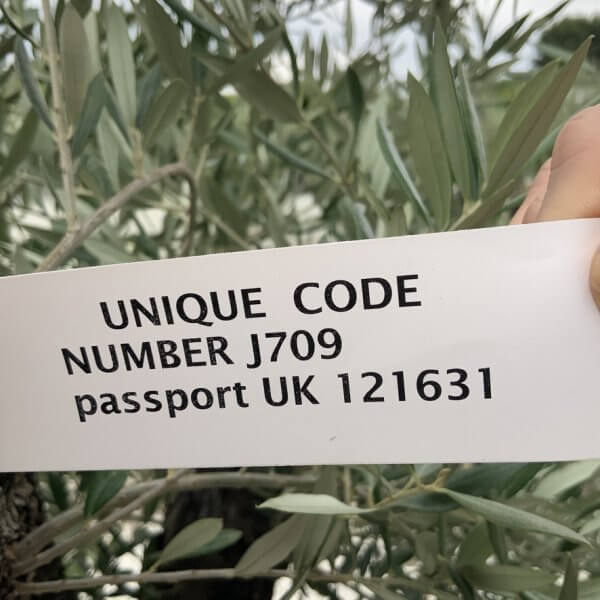 UNIQUE CODE
NUMBER J709
passport UK 121631